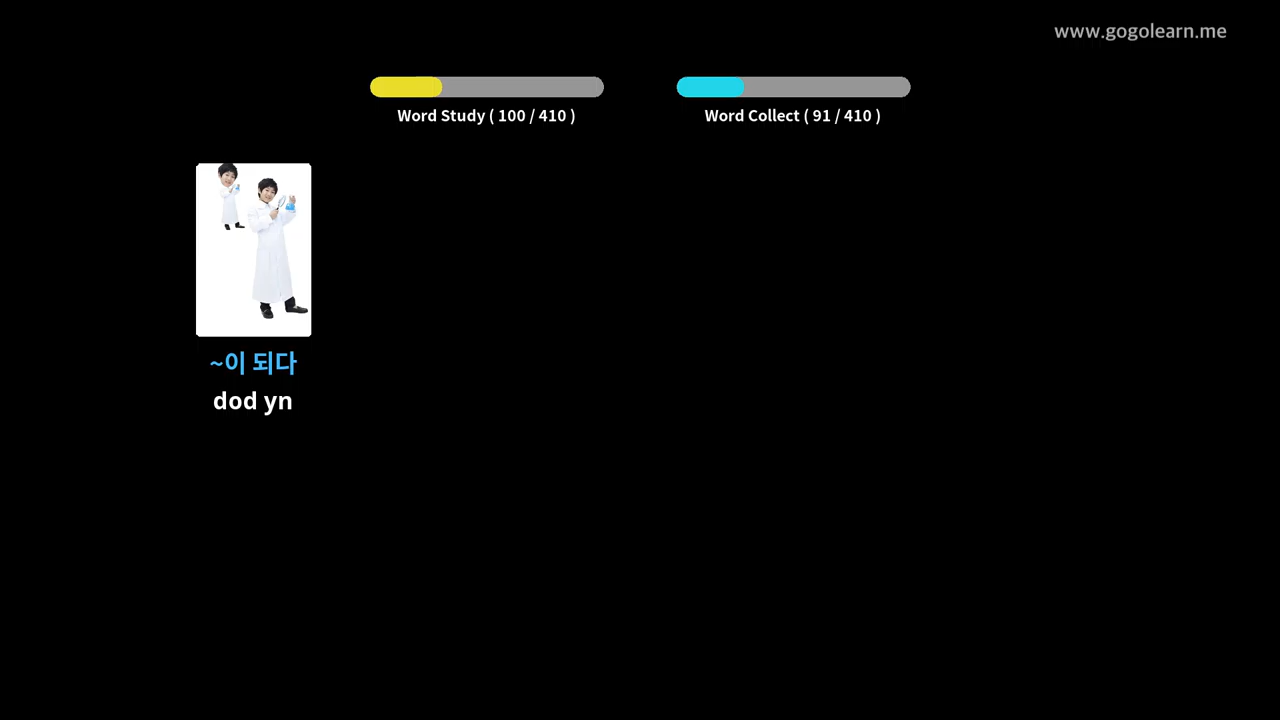 www.gogolearn.me
Word Study ( 100 / 410 )
Word Collect ( 91 / 410 )
~이 되다
dod yn